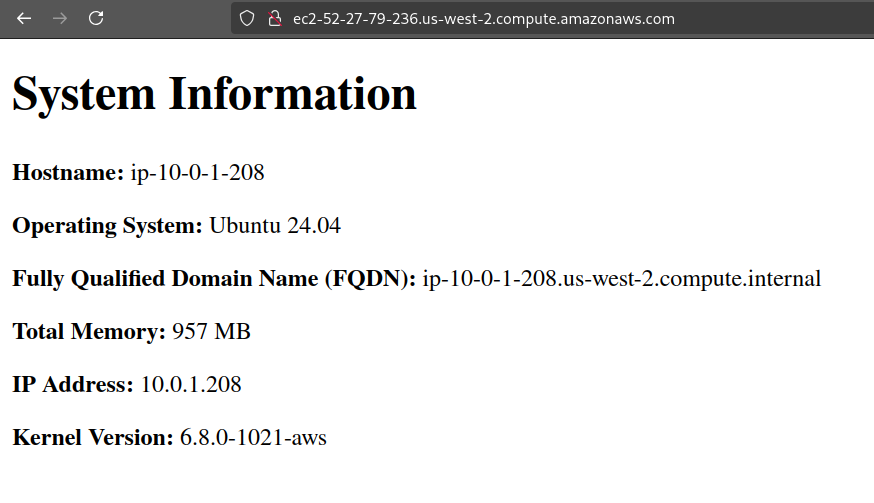 ec2-52-27-79-236.us-west-2.compute.amazonaws.com
System Information
Hostname: ip-10-0-1-208
Operating System: Ubuntu 24.04
Fully Qualified Domain Name (FQDN): ip-10-0-1-208.us-west-2.compute.internal
Total Memory: 957 MB
IP Address: 10.0.1.208
Kernel Version: 6.8.0-1021-aws